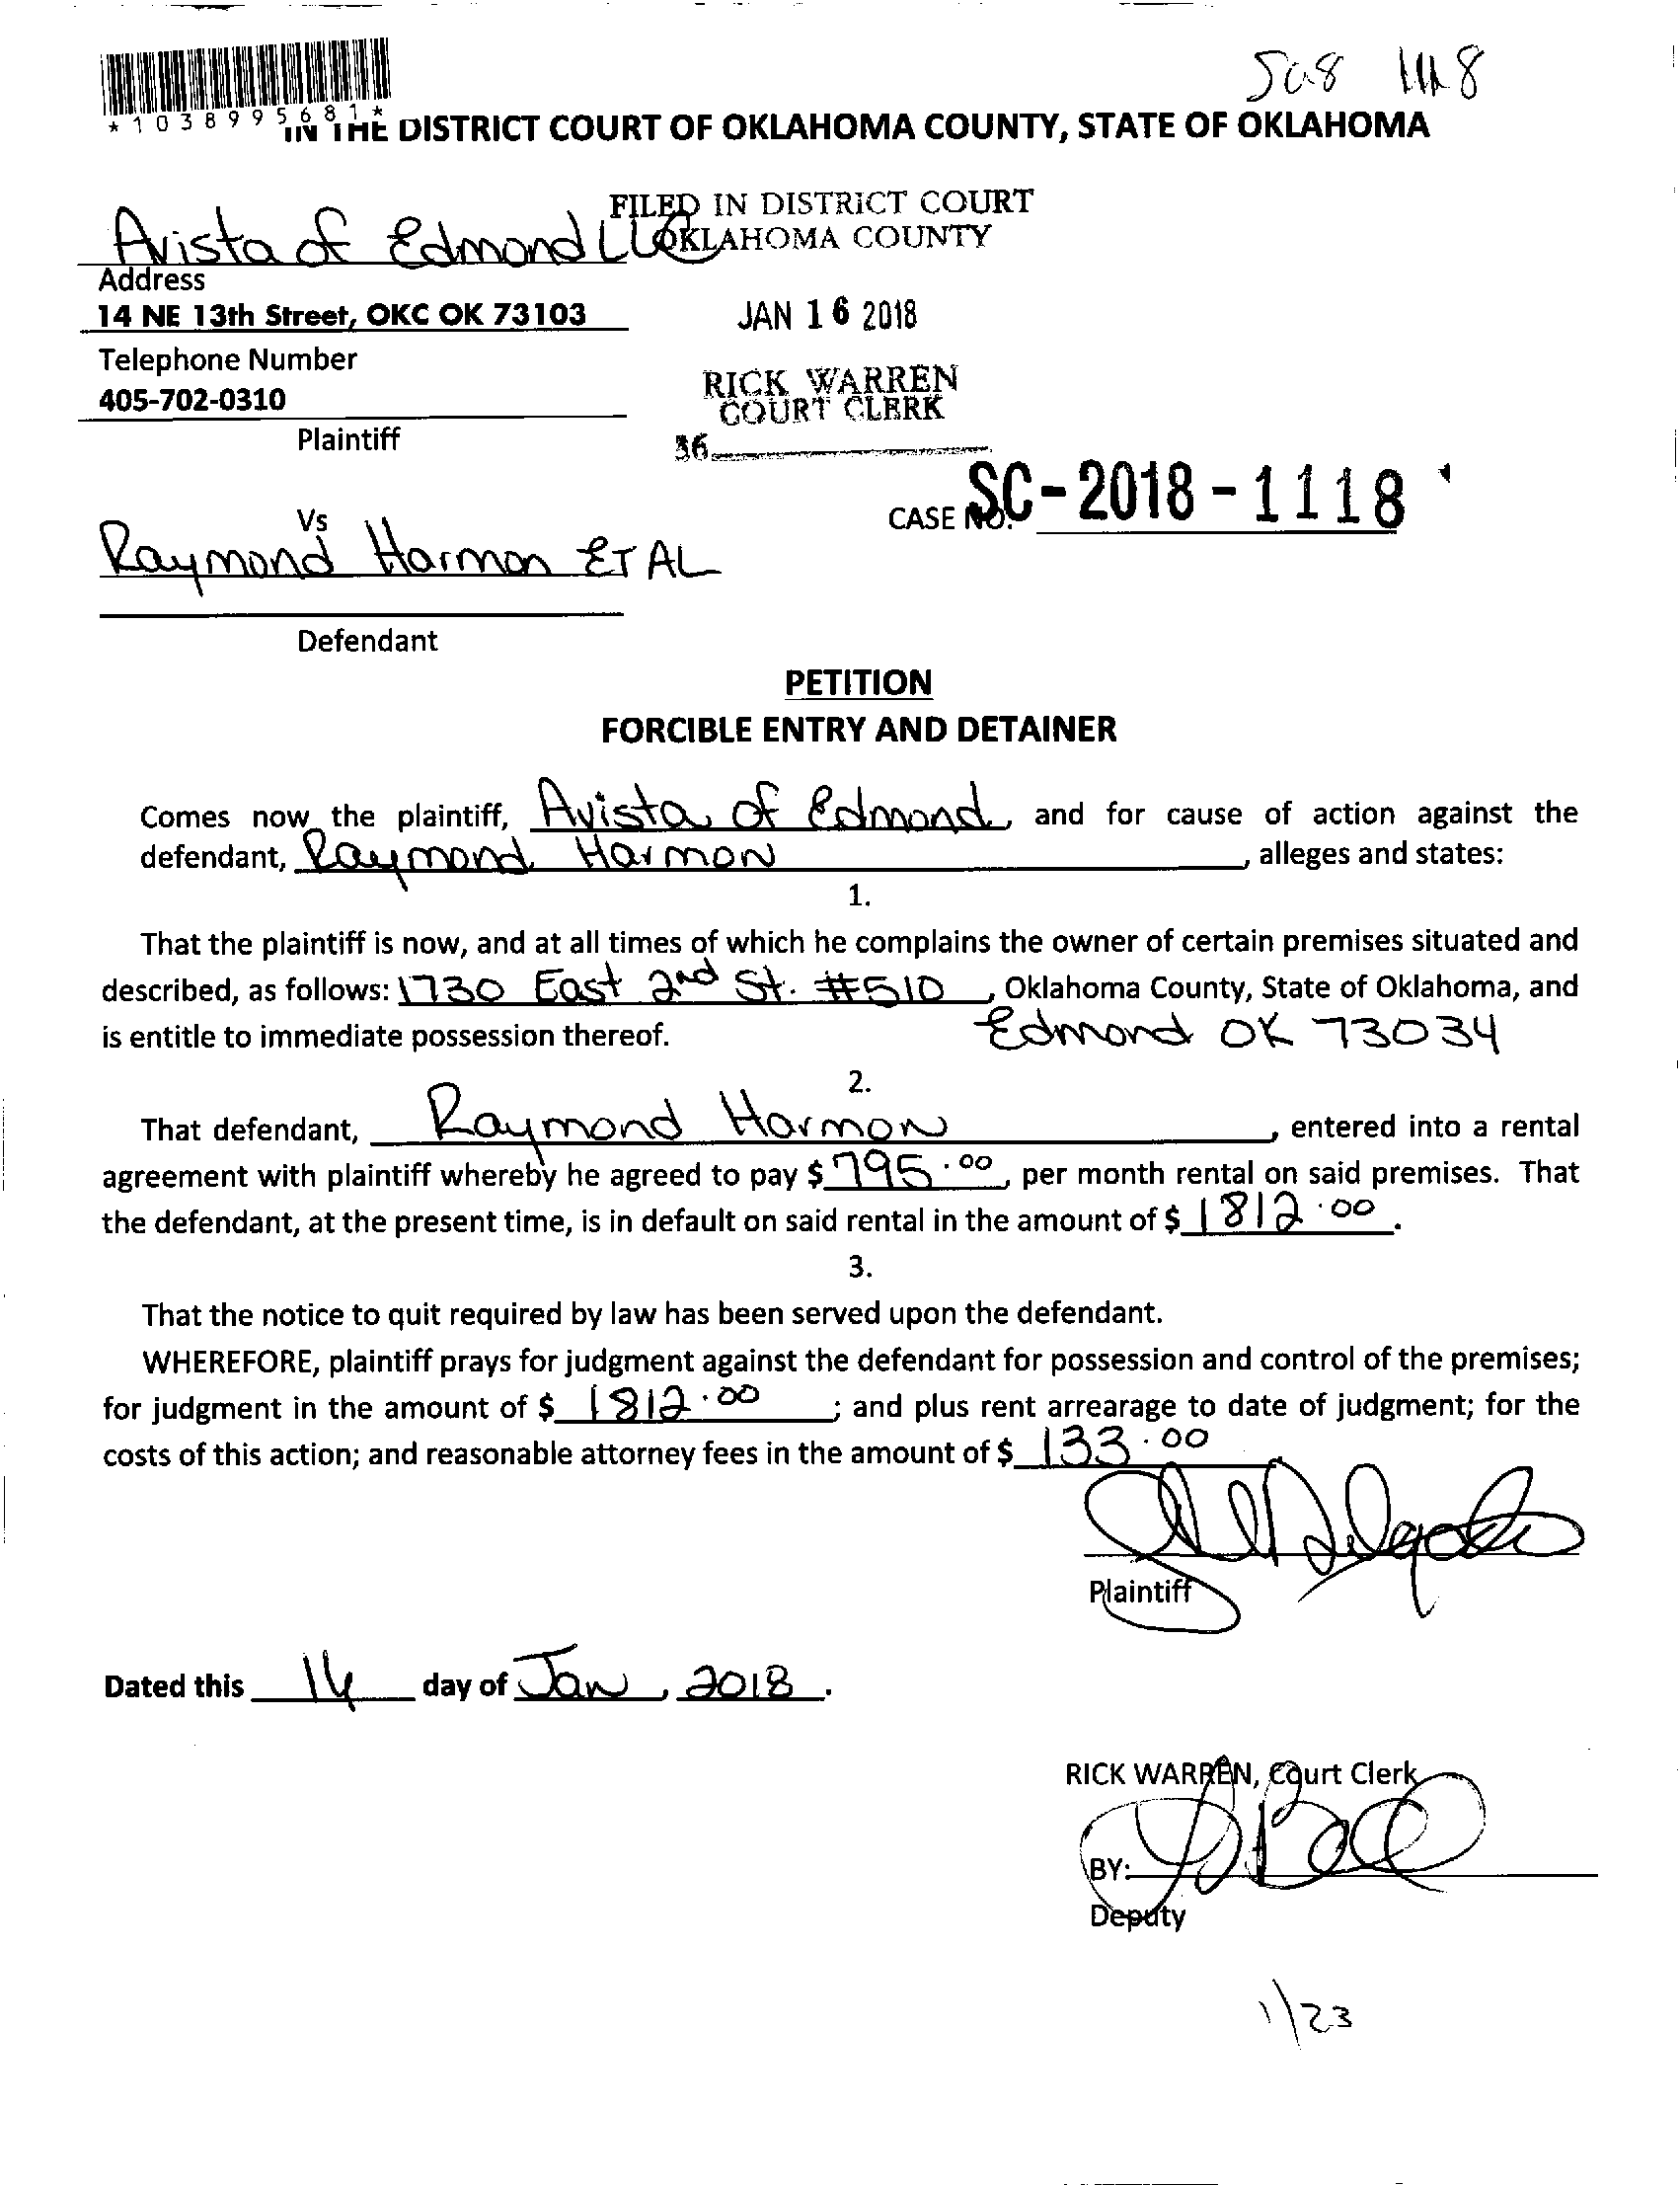 *1038995681*
IN THE DISTRICT COURT OF OKLAHOMA COUNTY, STATE OF OKLAHOMA
FILED IN DISTRICT COURT
OKLAHOMA COUNTY
Avista of Edmond LLC
Address
14 NE 13th Street, OKC OK 73103
JAN 16 2018
Telephone Number
405-702-0310
RICK WARREN
COURT CLERK
Plaintiff
36
CASE NO. SC-2018-1118
Vs
Raymond Harmon ET AL
Defendant
PETITION
FORCIBLE ENTRY AND DETAINER
Comes now the plaintiff, Avista of Edmond, and for cause of action against the
defendant, Raymond Harmon, alleges and states:
1.
That the plaintiff is now, and at all times of which he complains the owner of certain premises situated and
described, as follows: 1730 East 2nd St. #510, Oklahoma County, State of Oklahoma, and
is entitle to immediate possession thereof. Edmond OK 73034
2.
That defendant, Raymond Harmon, entered into a rental
agreement with plaintiff whereby he agreed to pay $ 795.00, per month rental on said premises. That
the defendant, at the present time, is in default on said rental in the amount of $ 1812.00.
3.
That the notice to quit required by law has been served upon the defendant.
WHEREFORE, plaintiff prays for judgment against the defendant for possession and control of the premises;
for judgment in the amount of $ 1812.00; and plus rent arrearage to date of judgment; for the
costs of this action; and reasonable attorney fees in the amount of $ 133.00
Plaintiff
Dated this 14 day of Jan, 2018.
RICK WARREN, Court Clerk
BY:
Deputy
1/23